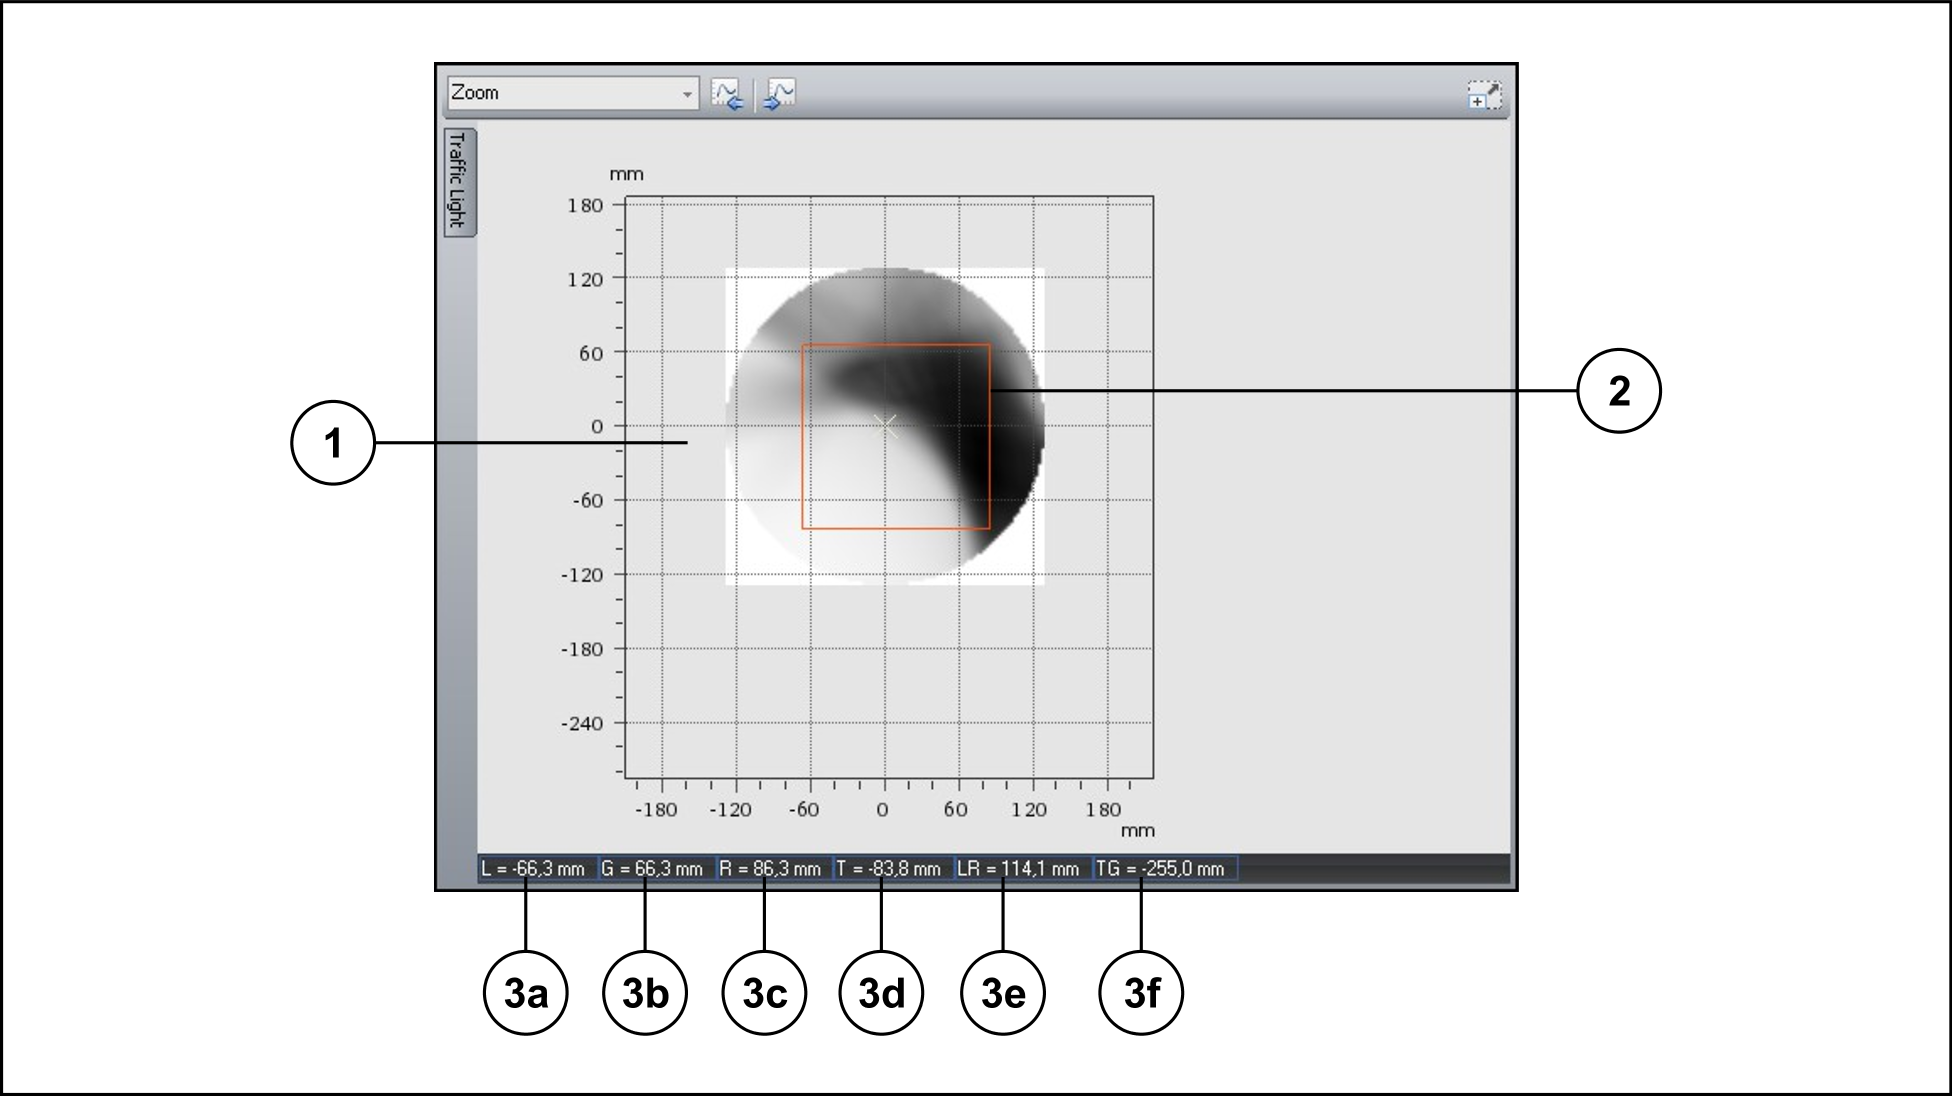 Zoom
Traffic Light
mm
180
120
60
0
-60
-120
-180
-240
-180 -120 -60 0 60 120 180
mm
1
2
L = -66,3 mm G = 66,3 mm R = 86,3 mm T = -83,8 mm LR = 114,1 mm TG = -255,0 mm
3a 3b 3c 3d 3e 3f